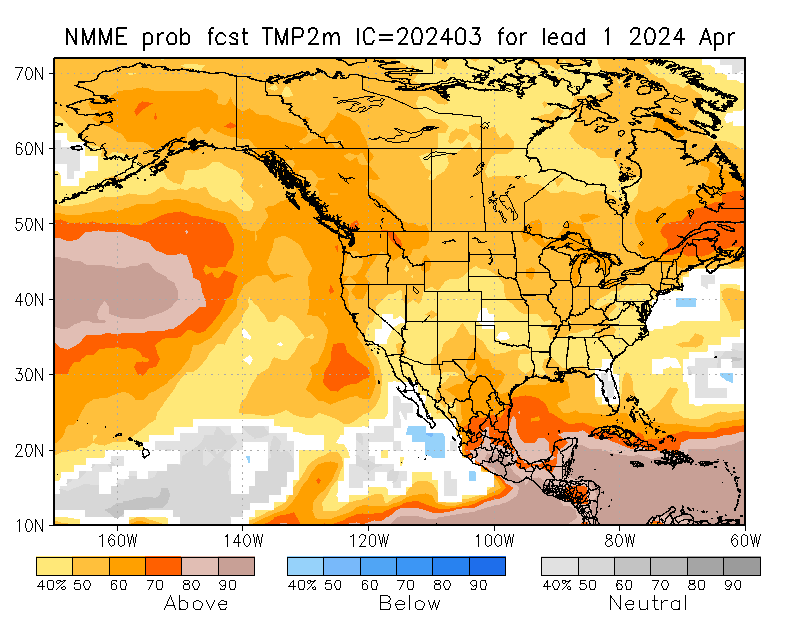 NMME prob fcst TMP2m IC=202403 for lead 1 2024 Apr
70N
60N
50N
40N
30N
20N
10N
160W 140W 120W 100W 80W 60W
40% 50 60 70 80 90 40% 50 60 70 80 90 40% 50 60 70 80 90
Above Below Neutral